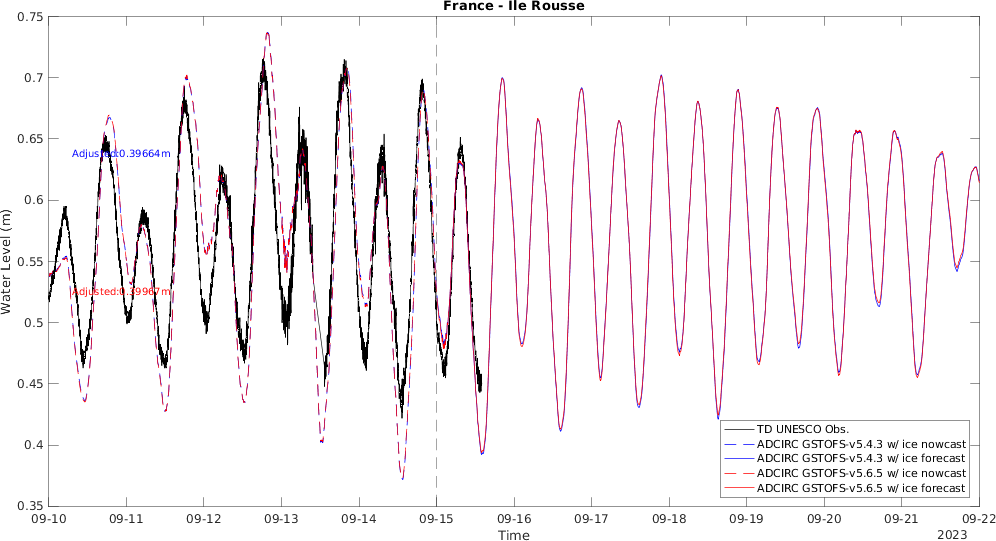 France - Ile Rousse
0.75
0.7
0.65
0.6
0.55
0.5
0.45
0.4
0.35
Water Level (m)
Adjusted:0.39664m
Adjusted:0.39967m
TD UNESCO Obs.
ADCIRC GSTOFS-v5.4.3 w/ ice nowcast
ADCIRC GSTOFS-v5.4.3 w/ ice forecast
ADCIRC GSTOFS-v5.6.5 w/ ice nowcast
ADCIRC GSTOFS-v5.6.5 w/ ice forecast
09-10 09-11 09-12 09-13 09-14 09-15 09-16 09-17 09-18 09-19 09-20 09-21 09-22
Time
2023